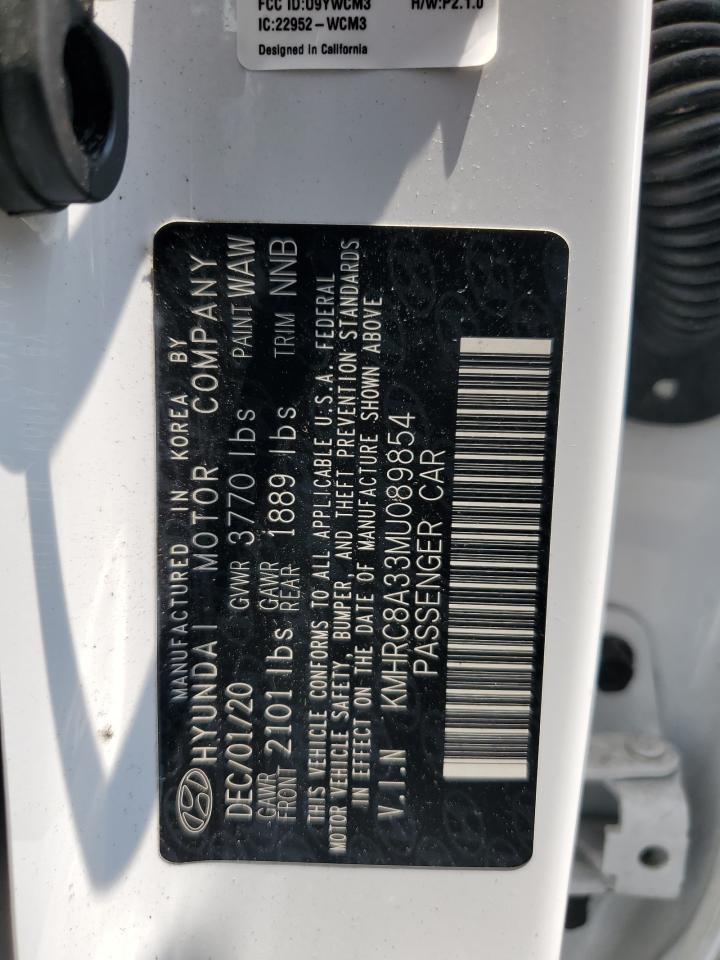 FCC ID:O9YWCM3 H/W:P2.1.0
IC:22952-WCM3
Designed in California
MANUFACTURED IN KOREA BY
HYUNDAI MOTOR COMPANY
DEC/01/20 GVWR 3770 lbs PAINT WAW
GAWR FRONT 2101 lbs GAWR REAR 1889 lbs TRIM NNB
THIS VEHICLE CONFORMS TO ALL APPLICABLE U.S.A. FEDERAL
MOTOR VEHICLE SAFETY, BUMPER, AND THEFT PREVENTION STANDARDS
IN EFFECT ON THE DATE OF MANUFACTURE SHOWN ABOVE
V.I.N KMHRC8A33MU089854
PASSENGER CAR